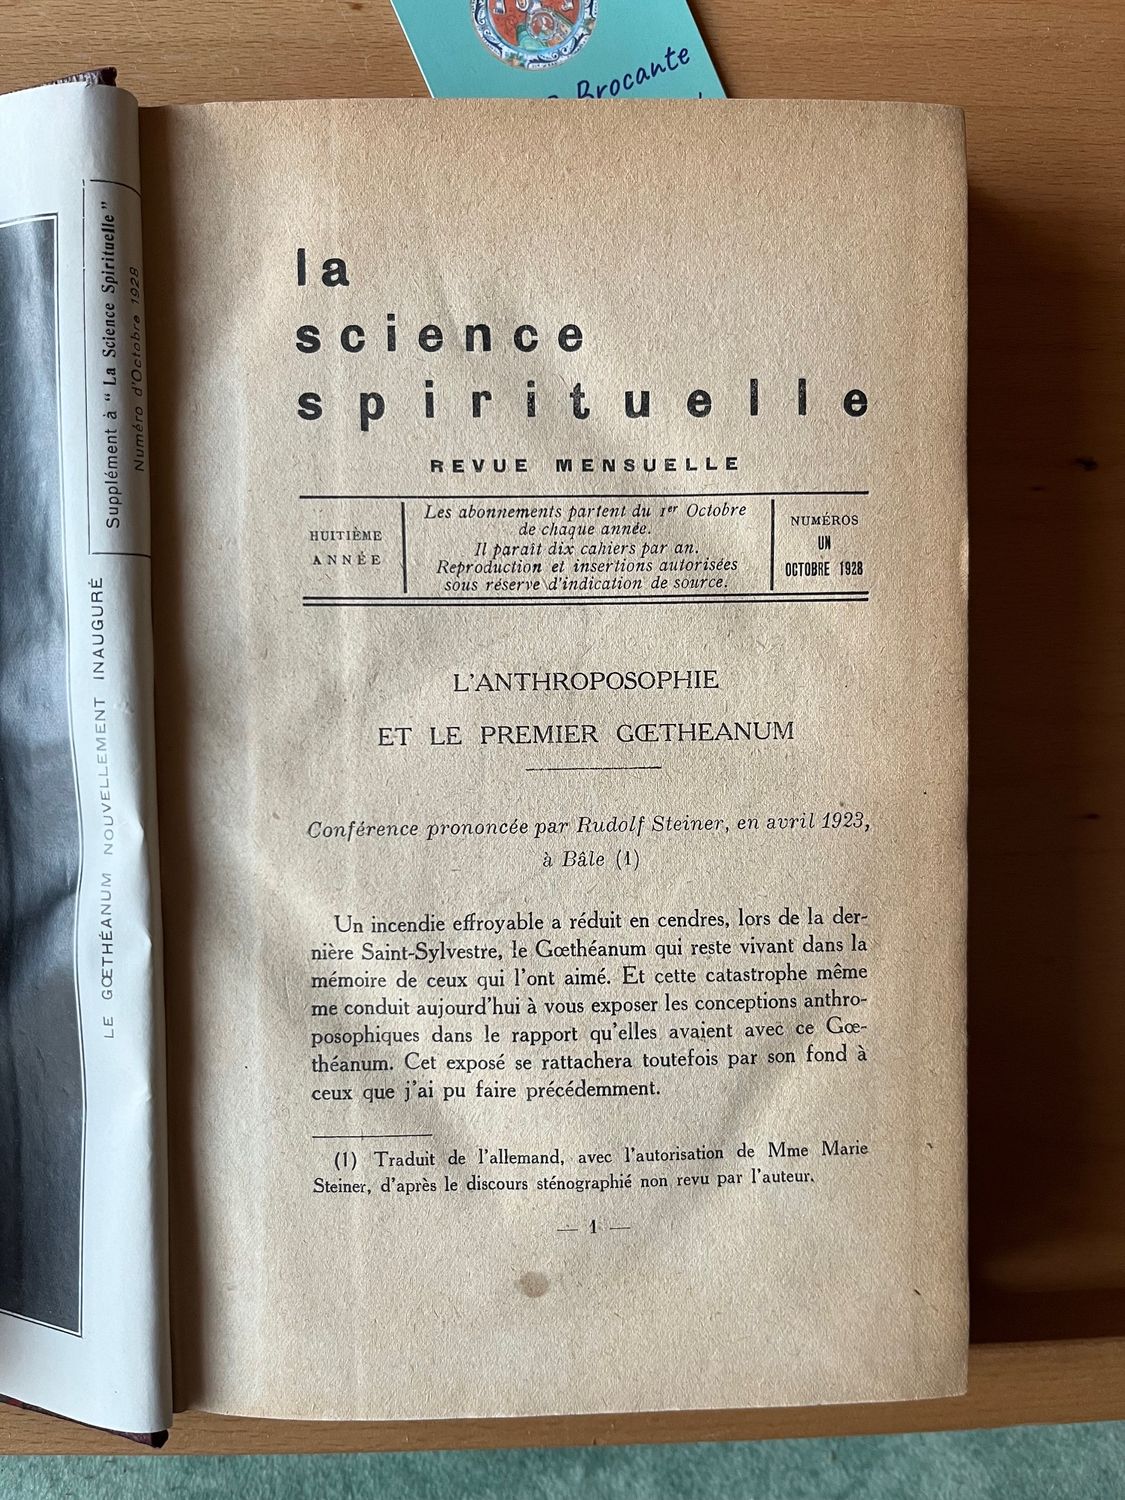 Brocante
Supplément à " La Science Spirituelle "
Numéro d'Octobre 1928
LE GŒTHÉANUM NOUVELLEMENT INAUGURÉ
la
science
spirituelle
REVUE MENSUELLE
HUITIÈME
ANNÉE
Les abonnements partent du 1er Octobre
de chaque année.
Il paraît dix cahiers par an.
Reproduction et insertions autorisées
sous réserve d'indication de source.
NUMÉROS
UN
OCTOBRE 1928
L'ANTHROPOSOPHIE
ET LE PREMIER GŒTHEANUM
Conférence prononcée par Rudolf Steiner, en avril 1923,
à Bâle (1)
Un incendie effroyable a réduit en cendres, lors de la der-
nière Saint-Sylvestre, le Gœthéanum qui reste vivant dans la
mémoire de ceux qui l'ont aimé. Et cette catastrophe même
me conduit aujourd'hui à vous exposer les conceptions anthro-
posophiques dans le rapport qu'elles avaient avec ce Gœ-
théanum. Cet exposé se rattachera toutefois par son fond à
ceux que j'ai pu faire précédemment.
(1) Traduit de l'allemand, avec l'autorisation de Mme Marie
Steiner, d'après le discours sténographié non revu par l'auteur.
— 1 —